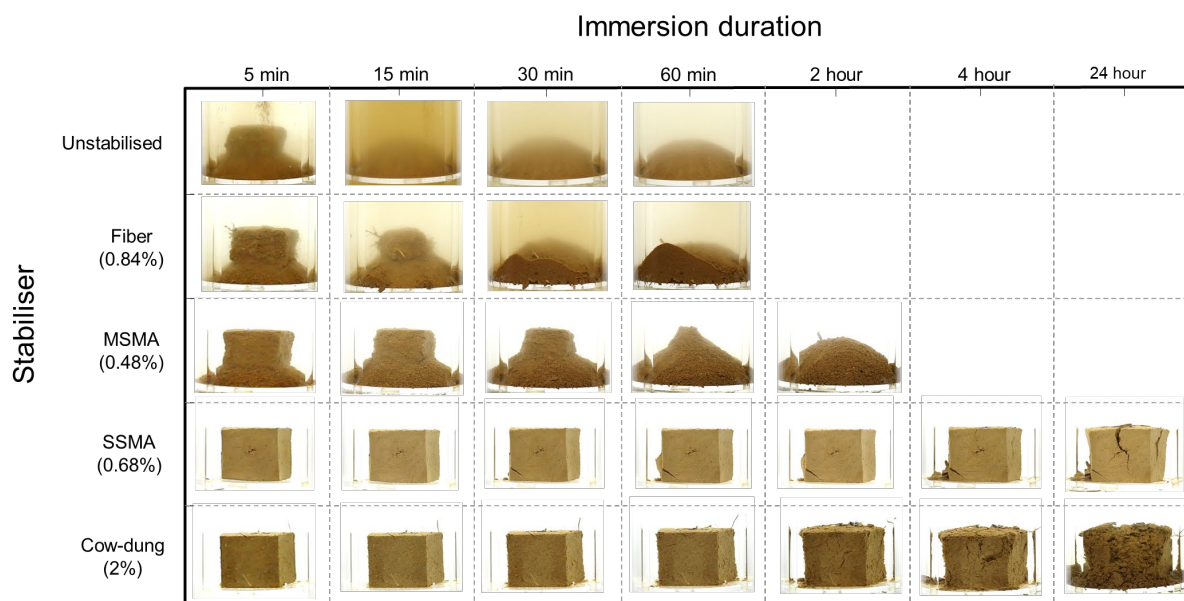 Immersion duration
5 min
15 min
30 min
60 min
2 hour
4 hour
24 hour
Stabiliser
Unstabilised
Fiber
(0.84%)
MSMA
(0.48%)
SSMA
(0.68%)
Cow-dung
(2%)